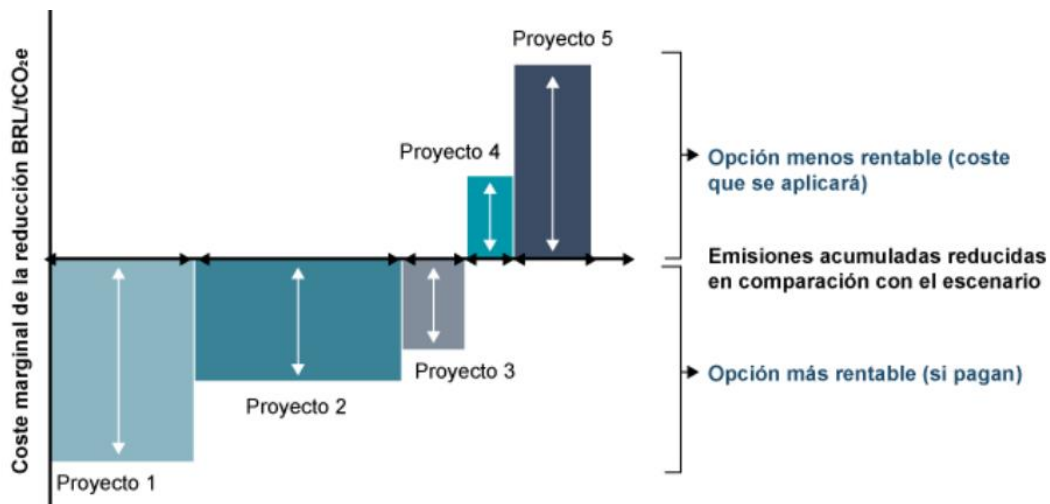 Coste marginal de la reducción BRL/tCO₂e
Proyecto 5
Proyecto 4
Proyecto 3
Proyecto 2
Proyecto 1
Opción menos rentable (coste
que se aplicará)
Emisiones acumuladas reducidas
en comparación con el escenario
Opción más rentable (si pagan)